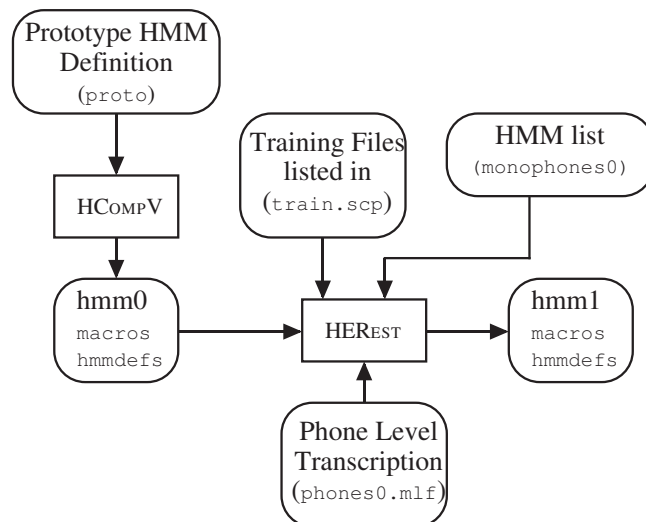 Prototype HMM
Definition
(proto)
HCompV
hmm0
macros
hmmdefs
Training Files
listed in
(train.scp)
HMM list
(monophones0)
HERest
hmm1
macros
hmmdefs
Phone Level
Transcription
(phones0.mlf)